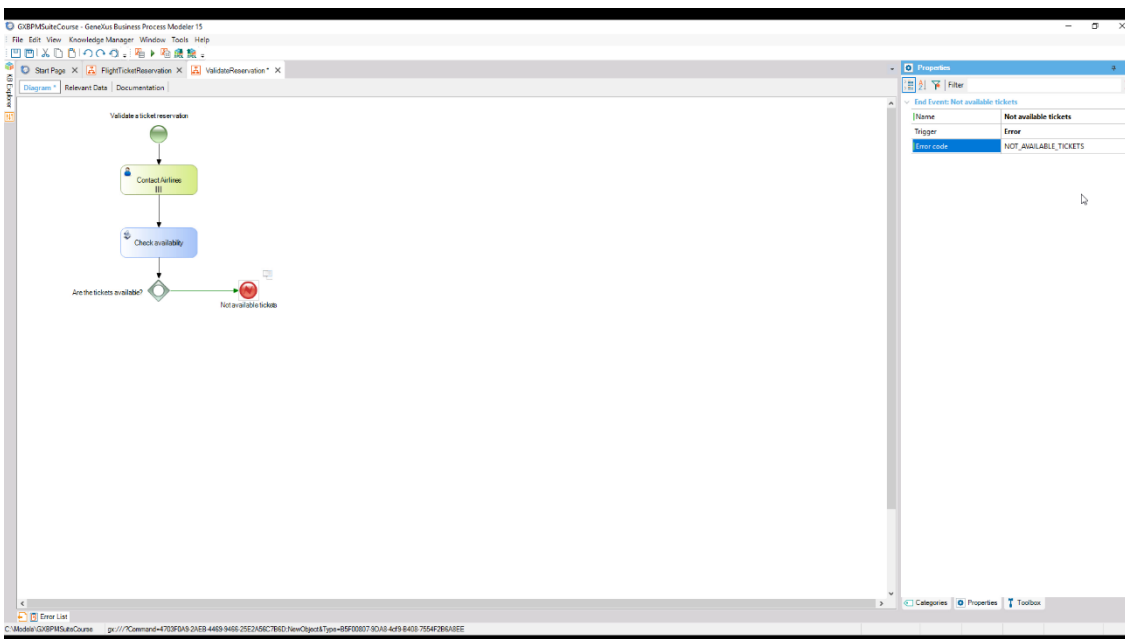 GXBPMSuiteCourse - GeneXus Business Process Modeler 15
File Edit View Knowledge Manager Window Tools Help
Start Page X FlightTicketReservation X ValidateReservation* X
Diagram * Relevant Data Documentation
KB Explorer
Validate a ticket reservation
Contact Airlines
Check availability
Are the tickets available?
Not available tickets
Properties
Filter
End Event: Not available tickets
Name Not available tickets
Trigger Error
Error code NOT_AVAILABLE_TICKETS
Categories Properties Toolbox
Error List
C:\Models\GXBPMSuiteCourse